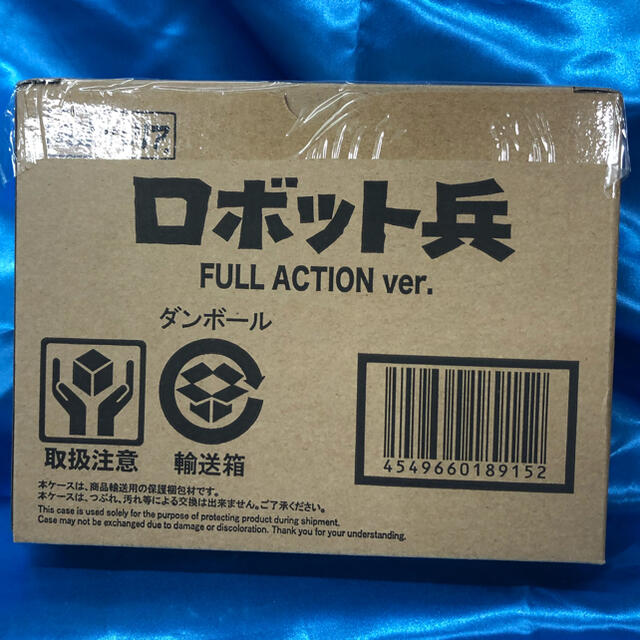 ロボット兵
FULL ACTION ver.
ダンボール
取扱注意
輸送箱
4549660189152
本ケースは、商品輸送用の保護梱包材です。
本ケースは、つぶれ、汚れ等による交換は出来ません。ご了承ください。
This case is used solely for the purpose of protecting product during shipment.
Case may not be exchanged due to damage or discoloration. Thank you for your understanding.